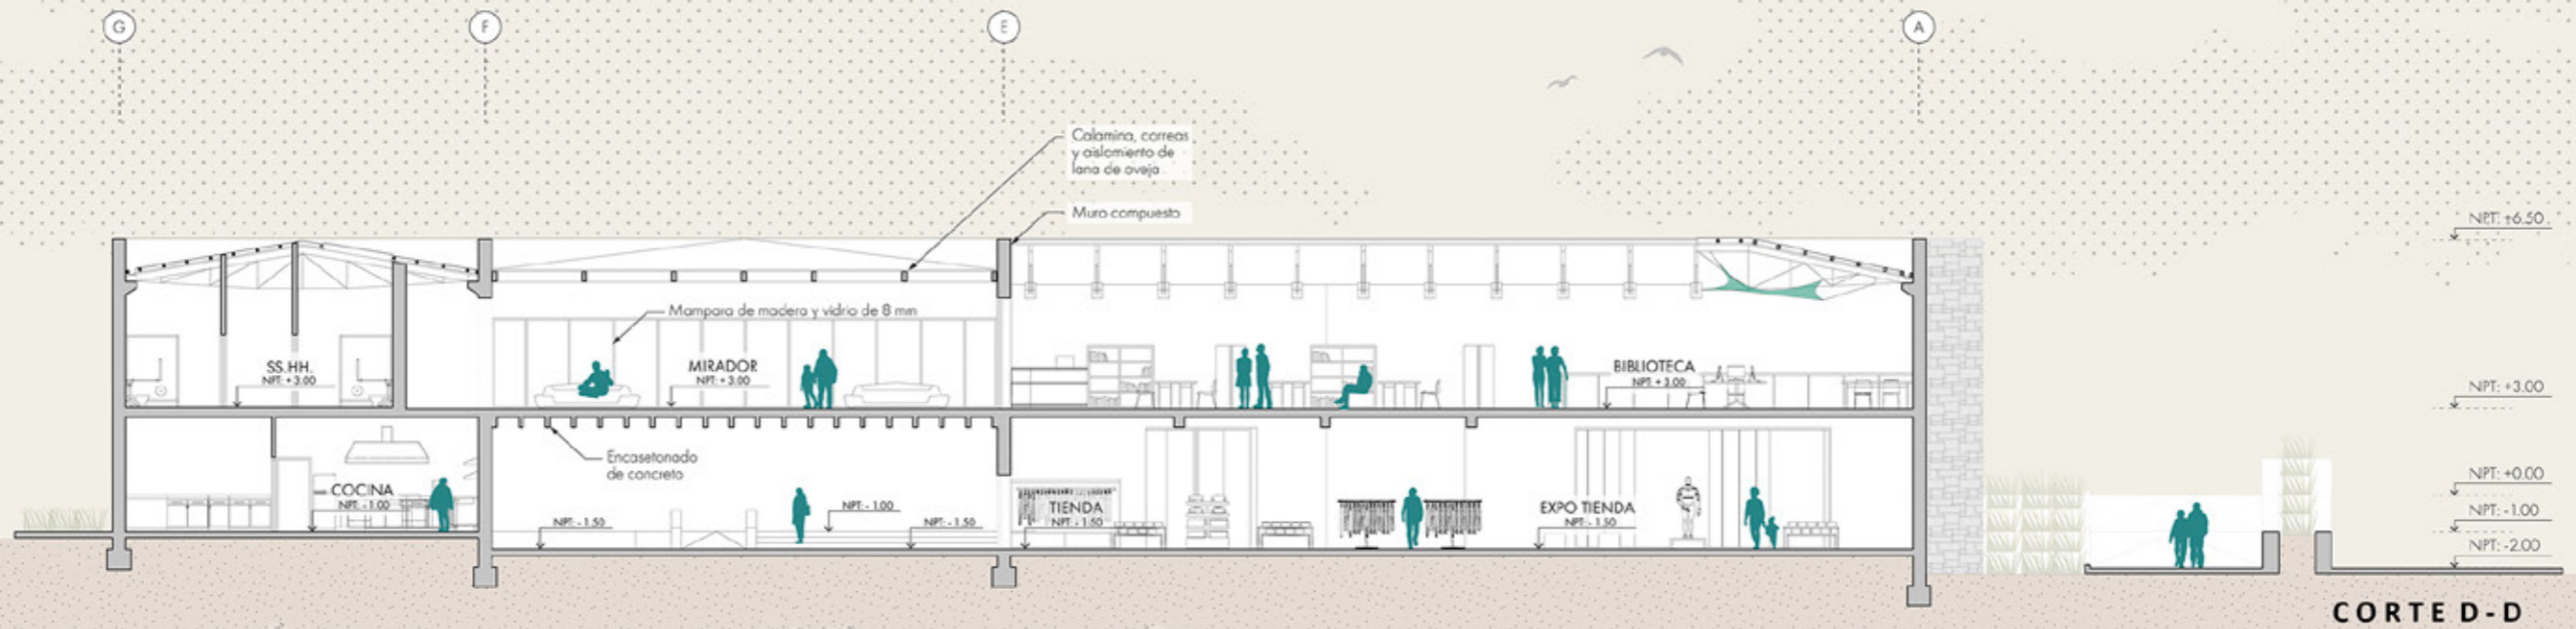 G
F
E
A
Calamina, correas
y aislamiento de
lana de oveja
Muro compuesto
NPT: +6.50
Mampara de madera y vidrio de 8 mm
SS.HH.
NPT: +3.00
MIRADOR
NPT: +3.00
BIBLIOTECA
NPT: +3.00
NPT: +3.00
Encasetonado
de concreto
COCINA
NPT: -1.00
NPT: -1.50
NPT: -1.00
NPT: -1.50
TIENDA
NPT: -1.50
EXPO TIENDA
NPT: -1.50
NPT: +0.00
NPT: -1.00
NPT: -2.00
CORTE D-D